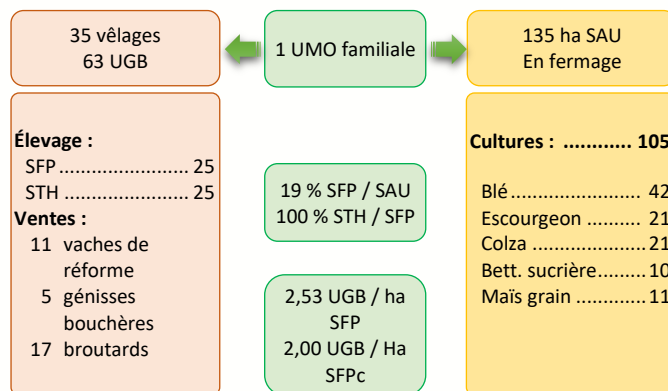 35 vêlages
63 UGB
1 UMO familiale
135 ha SAU
En fermage
Élevage :
SFP ........................ 25
STH ........................ 25
Ventes :
11 vaches de
réforme
5 génisses
bouchères
17 broutards
19 % SFP / SAU
100 % STH / SFP
2,53 UGB / ha
SFP
2,00 UGB / Ha
SFPc
Cultures : ............ 105
Blé ........................ 42
Escourgeon ............ 21
Colza .................... 21
Bett. sucrière......... 10
Maïs grain ............. 11